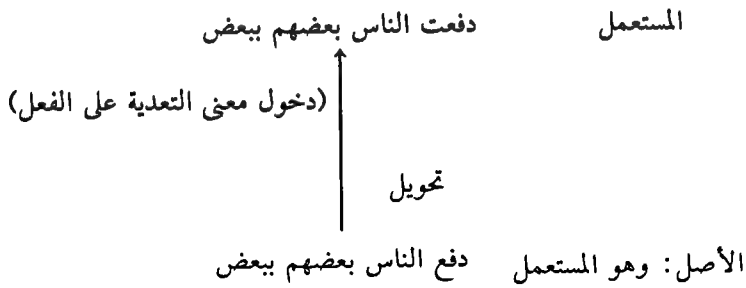 المستعمل دفعت الناس بعضهم ببعض
(دخول معنى التعدية على الفعل)
تحويل
الأصل: وهو المستعمل دفع الناس بعضهم ببعض